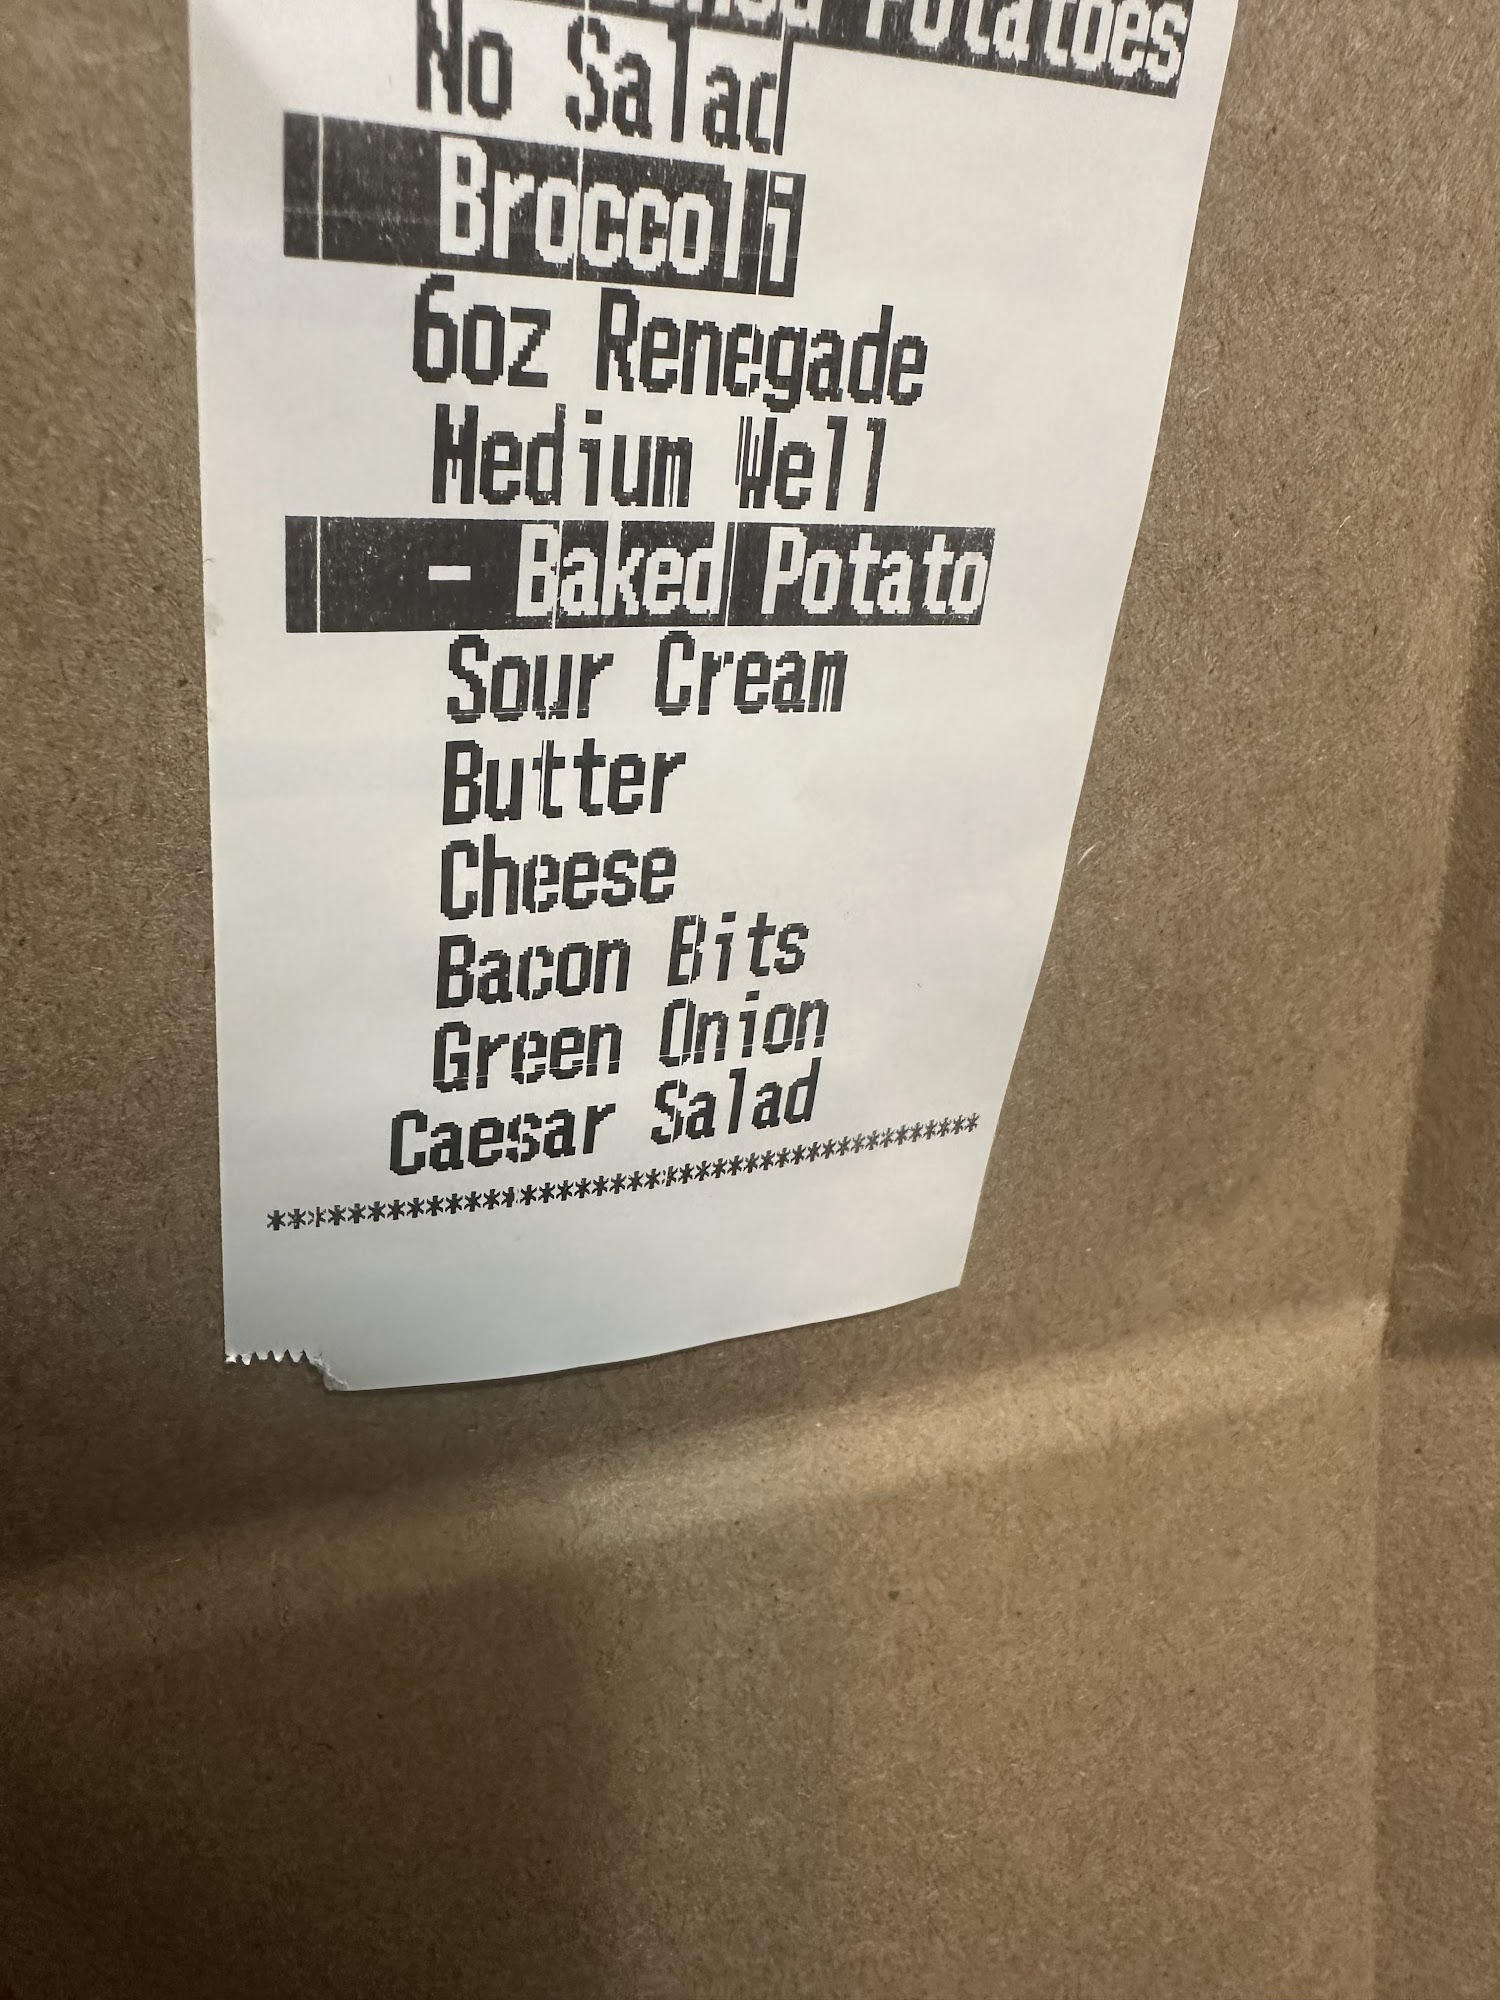 Potatoes
No Salad
Broccoli
6oz Renegade
Medium Well
- Baked Potato
Sour Cream
Butter
Cheese
Bacon Bits
Green Onion
Caesar Salad
*************************************